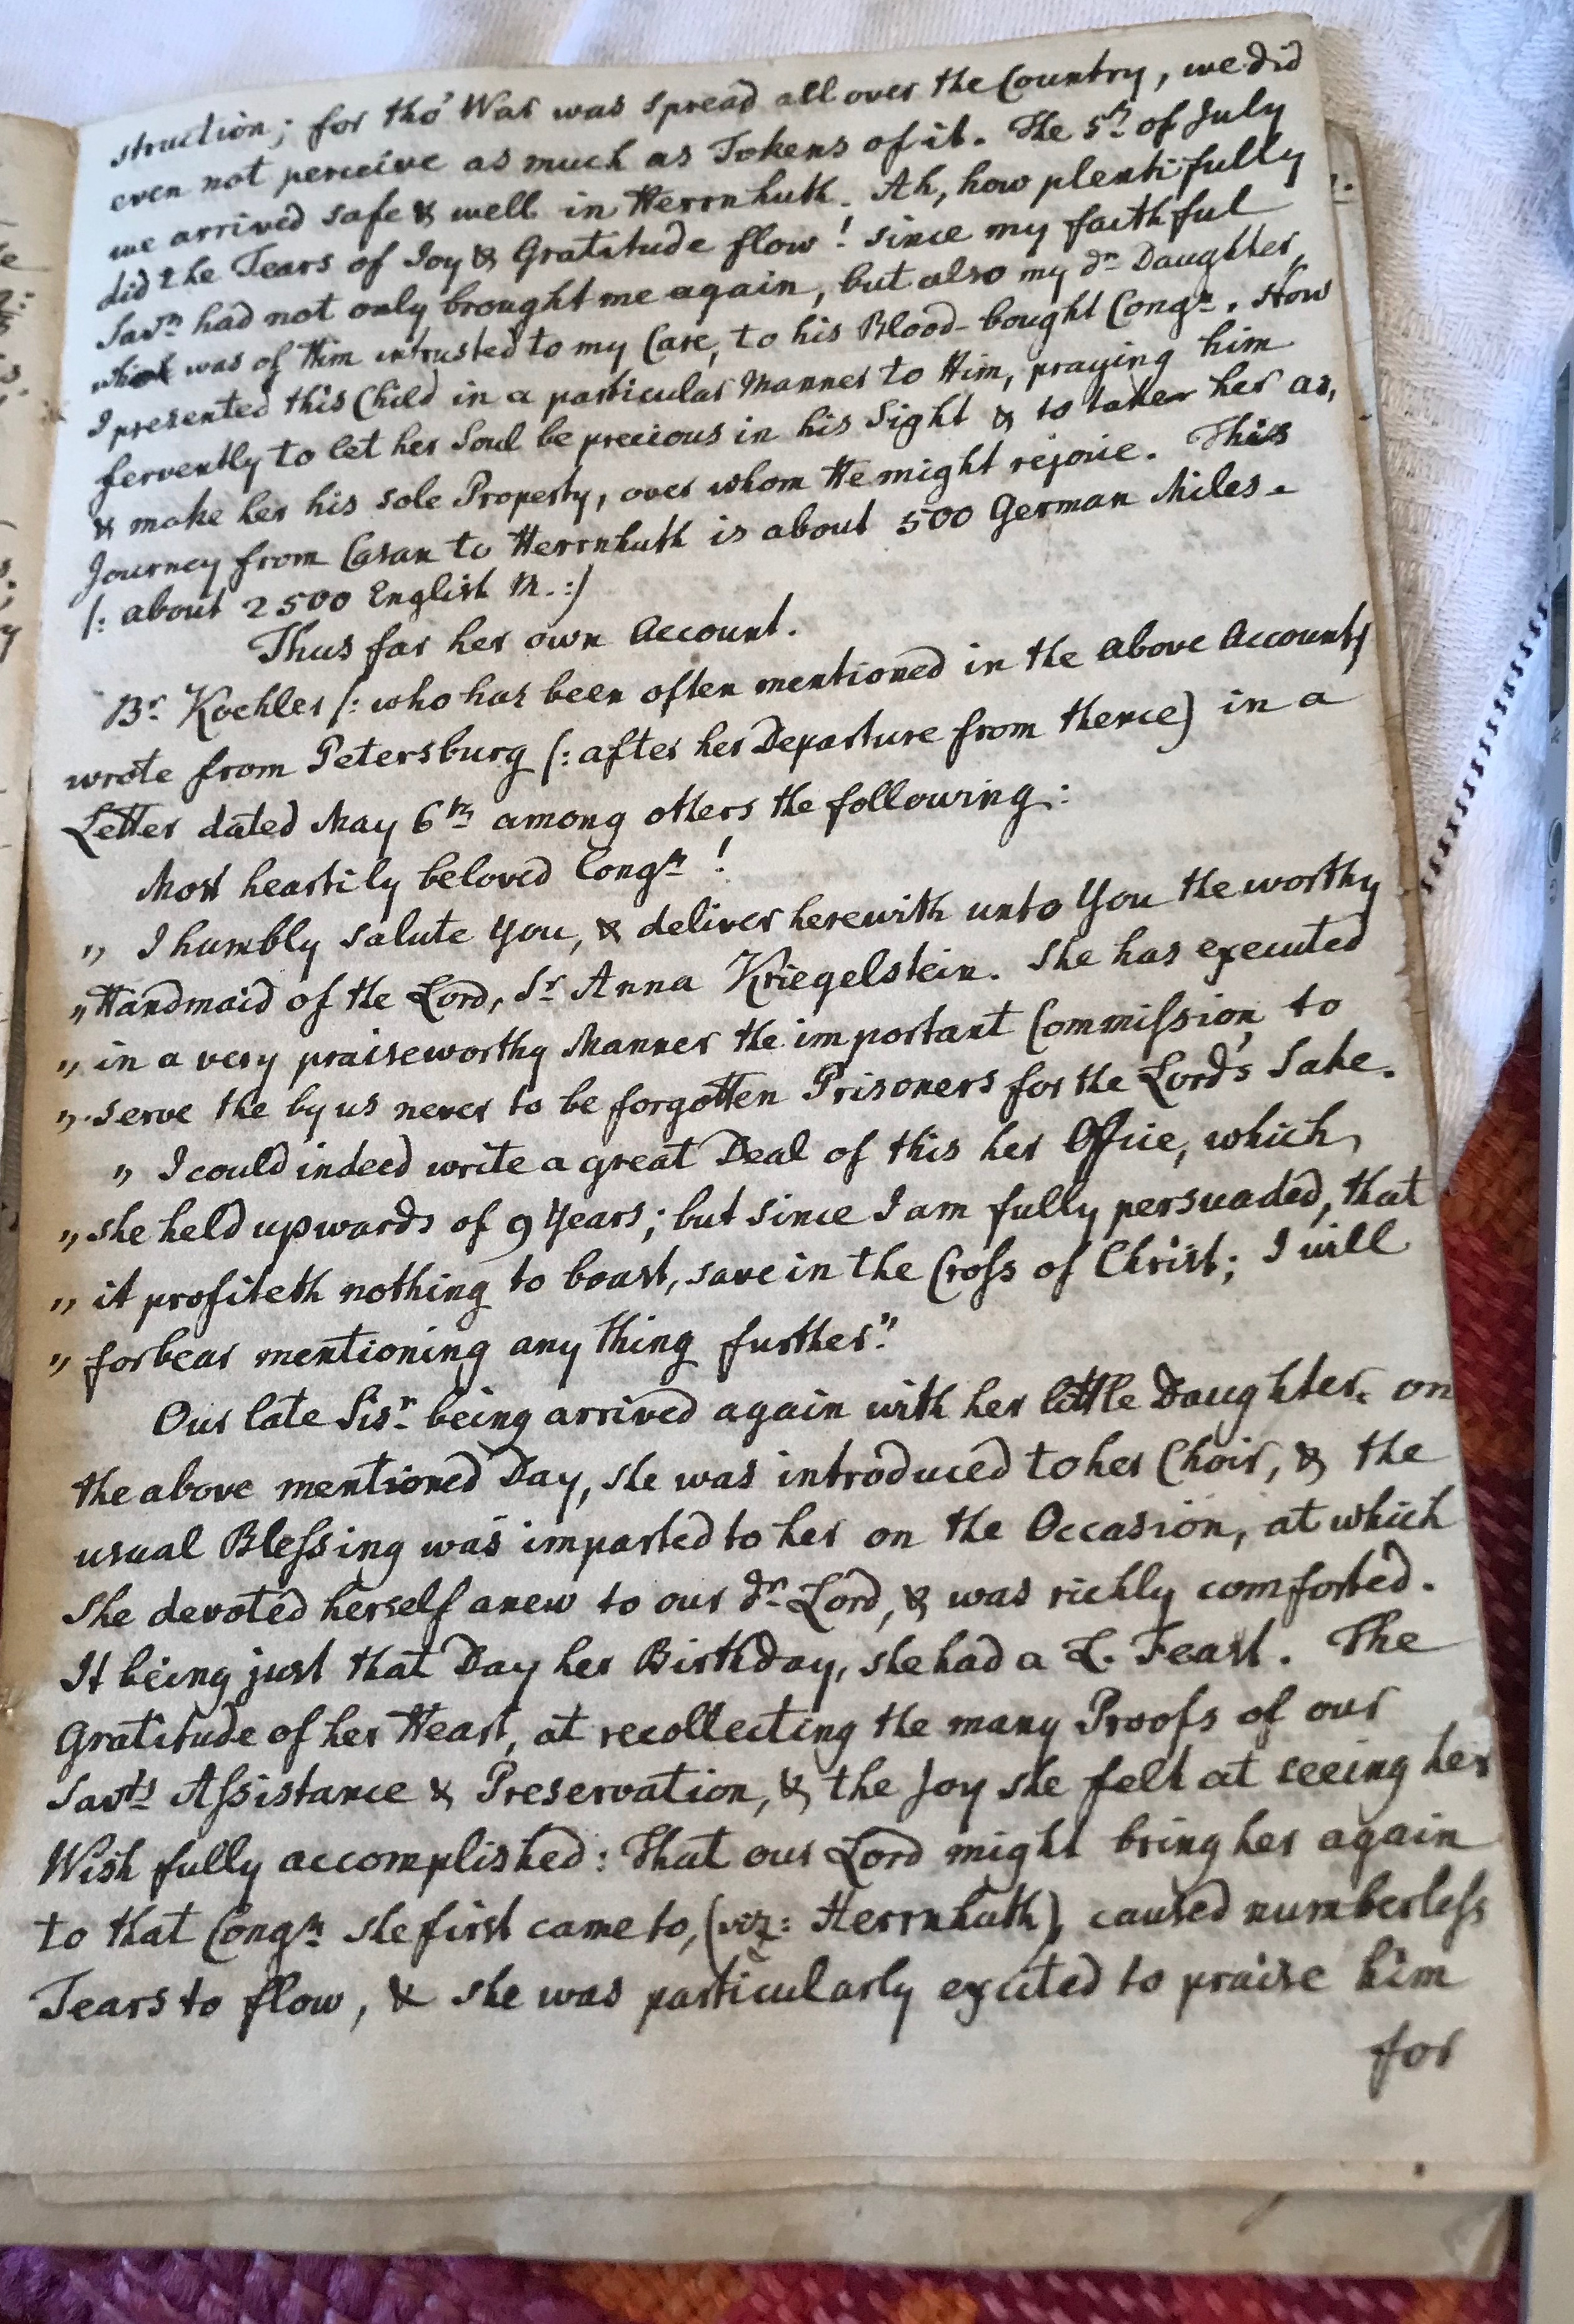 struction; for tho' War was spread all over the Country, we did
even not perceive as much as Tokens of it. The 5th of July
we arrived safe & well in Herrnhuth. Ah, how plentifully
did the Tears of Joy & Gratitude flow! since my faithful
Savr had not only brought me again, but also my dr Daughter,
which was of Him intrusted to my Care, to his Blood-bought Congn. How
I presented this Child in a particular Manner to Him, praying him
fervently to let her Soul be precious in his Sight & to take her as,
& make her his sole Property, over whom He might rejoice. This
Journey from Casan to Herrnhuth is about 500 German Miles.
/: about 2500 English M. :/
Thus far her own Account.
Br Koehler /: who has been often mentioned in the above Account/
wrote from Petersburg (: after her Departure from thence) in a
Letter dated May 6th among others the following:
Most heartily beloved Congn!
„ I humbly salute you, & deliver herewith unto You the worthy
„ Handmaid of the Lord, Sr Anna Kriegelstein. She has executed
„ in a very praiseworthy Manner the important Commission, to
„ serve the by us never to be forgotten Prisoners for the Lord's Sake.
„ I could indeed write a great Deal of this her Office, which,
„ she held upwards of 9 Years; but since I am fully persuaded, that
„ it profiteth nothing to boast, save in the Cross of Christ; I will
„ forbear mentioning any thing further."
Our late Sisr being arrived again with her little Daughter on
the above mentioned Day, she was introduced to her Choir, & the
usual Blessing was imparted to her on the Occasion, at which
She devoted herself anew to our dr Lord, & was richly comforted.
It being just that Day her Birthday, she had a L. Feast. The
Gratitude of her Heart, at recollecting the many Proofs of our
Savrs Assistance & Preservation, & the Joy she felt at seeing her
Wish fully accomplished: That our Lord might bring her again
to that Congn she first came to, (viz: Herrnhuth), caused numberless
Tears to flow, & she was particularly excited to praise him
for